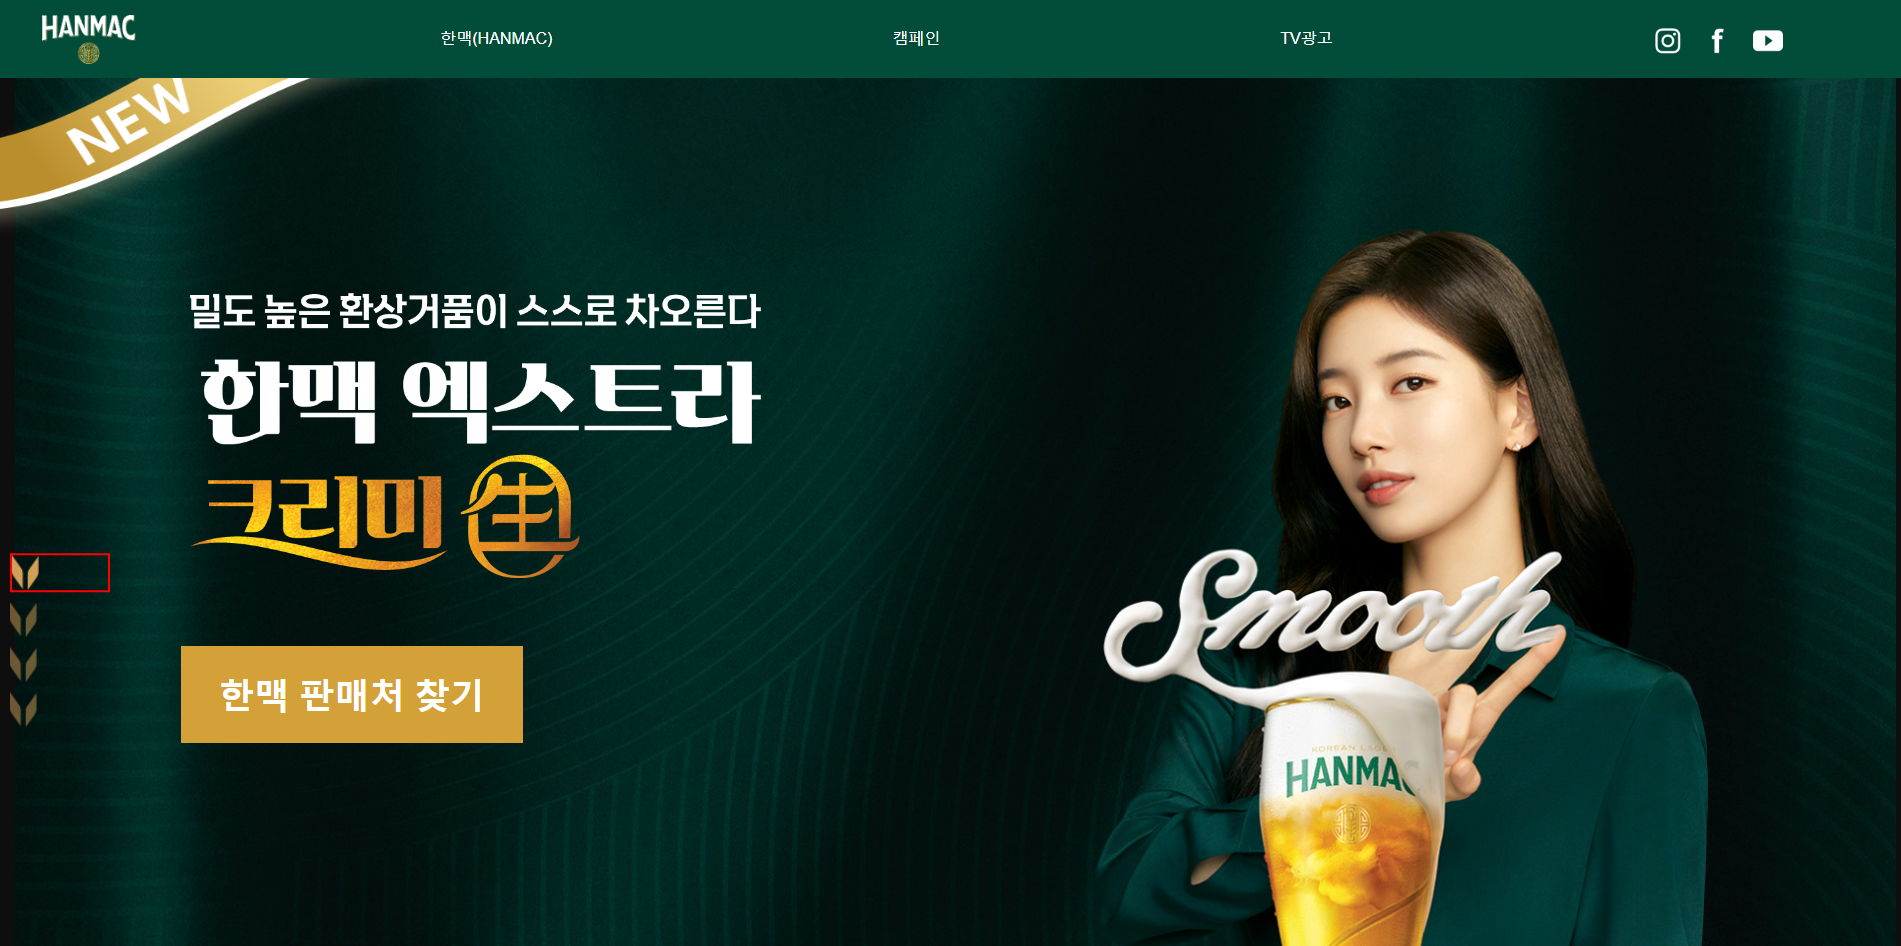 HANMAC
한맥(HANMAC)
캠페인
TV광고
NEW
밀도 높은 환상거품이 스스로 차오른다
한맥 엑스트라
크리미 生
한맥 판매처 찾기
Smooth
KOREAN LAGER
HANMAC